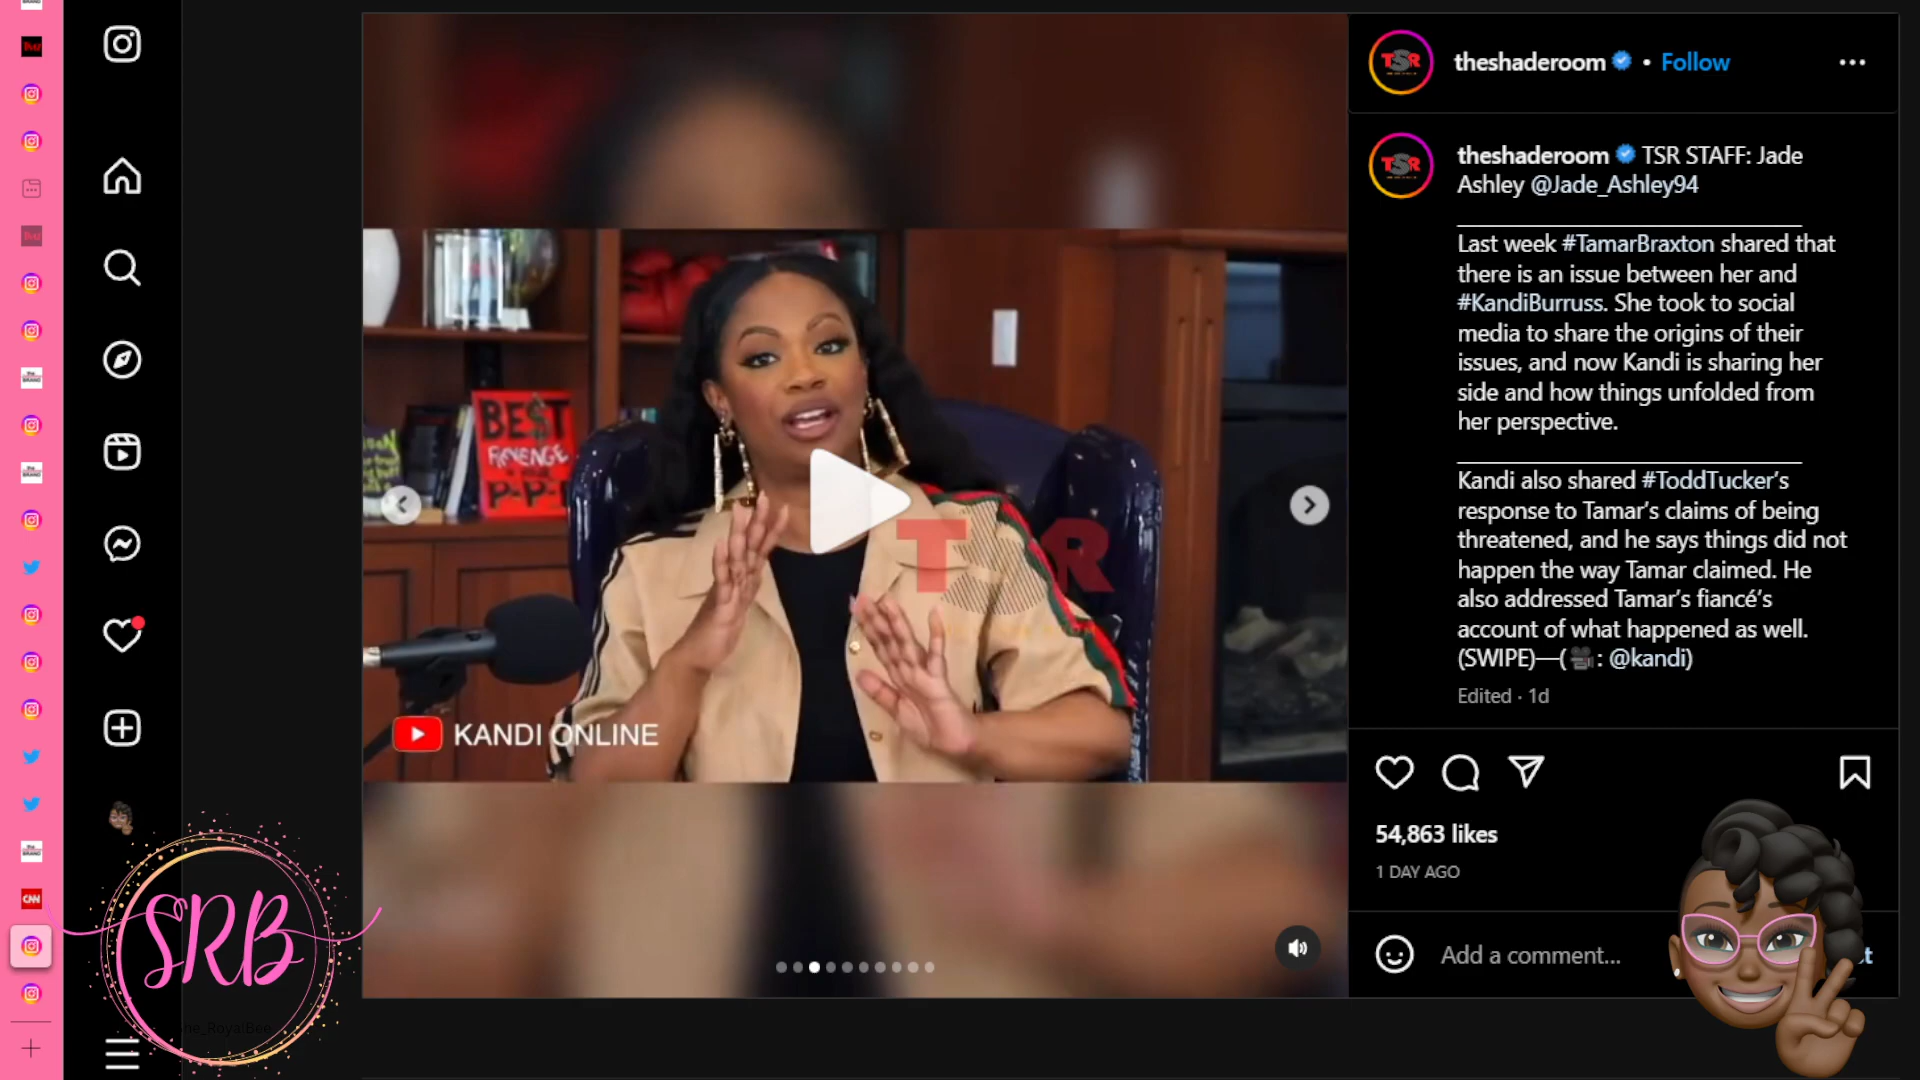 theshaderoom • Follow
theshaderoom TSR STAFF: Jade
Ashley @Jade_Ashley94
Last week #TamarBraxton shared that
there is an issue between her and
#KandiBurruss. She took to social
media to share the origins of their
issues, and now Kandi is sharing her
side and how things unfolded from
her perspective.
Kandi also shared #ToddTucker’s
response to Tamar’s claims of being
threatened, and he says things did not
happen the way Tamar claimed. He
also addressed Tamar’s fiancé’s
account of what happened as well.
(SWIPE)—(🎥: @kandi)
Edited · 1d
54,863 likes
1 DAY AGO
Add a comment...
BEST
REVENGE
P-P-P
TSR
KANDI ONLINE
SRB
CNN
TSR
TSR